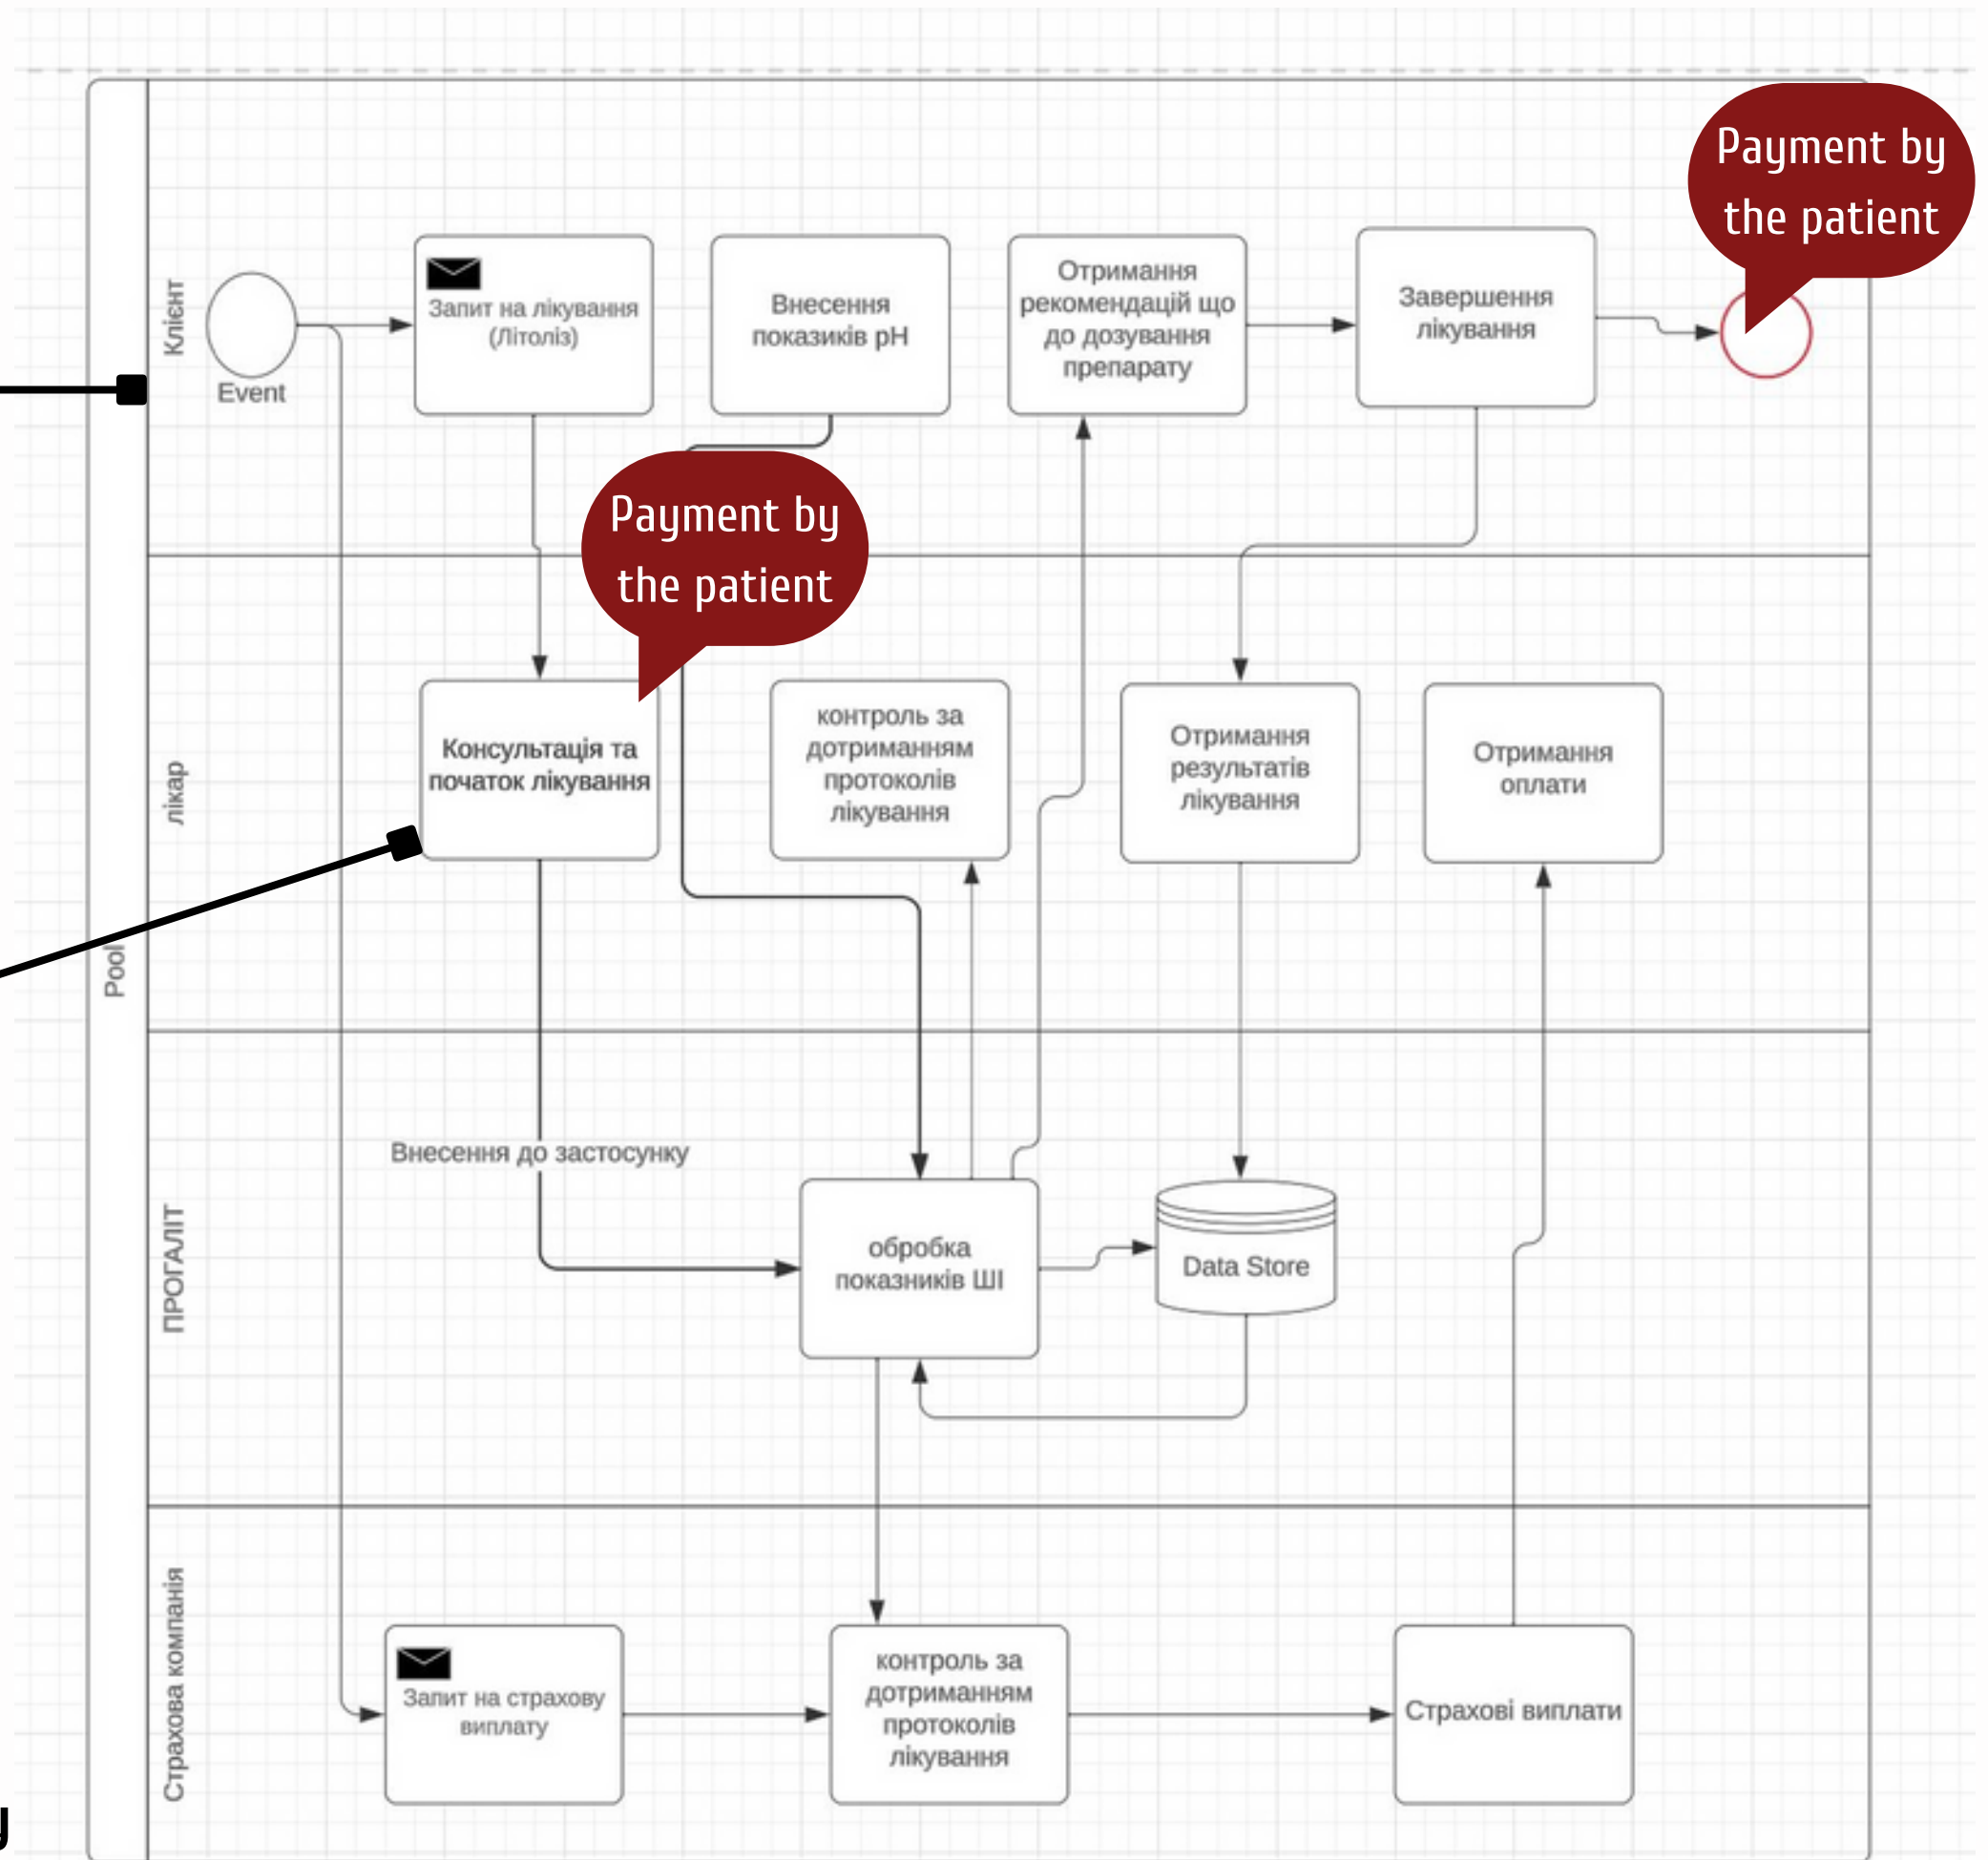 Payment by
the patient
Pool
Клієнт
Event
Запит на лікування
(Літоліз)
Внесення
показиків pH
Отримання
рекомендацій що
до дозування
препарату
Завершення
лікування
Payment by
the patient
лікар
Консультація та
початок лікування
контроль за
дотриманням
протоколів
лікування
Отримання
результатів
лікування
Отримання
оплати
ПРОГАЛІТ
Внесення до застосунку
обробка
показників ШІ
Data Store
Страхова компанія
Запит на страхову
виплату
контроль за
дотриманням
протоколів
лікування
Страхові виплати
y